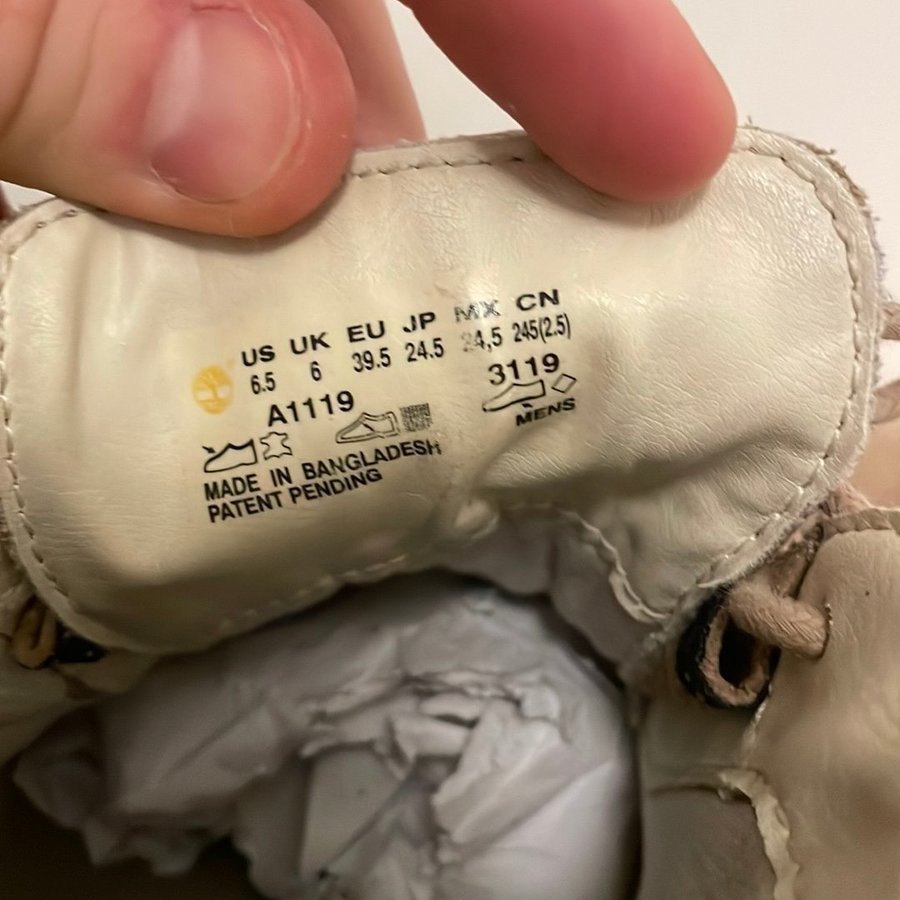 US UK EU JP MX CN
6.5 6 39.5 24.5 24,5 245(2.5)
A1119 3119
MENS
MADE IN BANGLADESH
PATENT PENDING